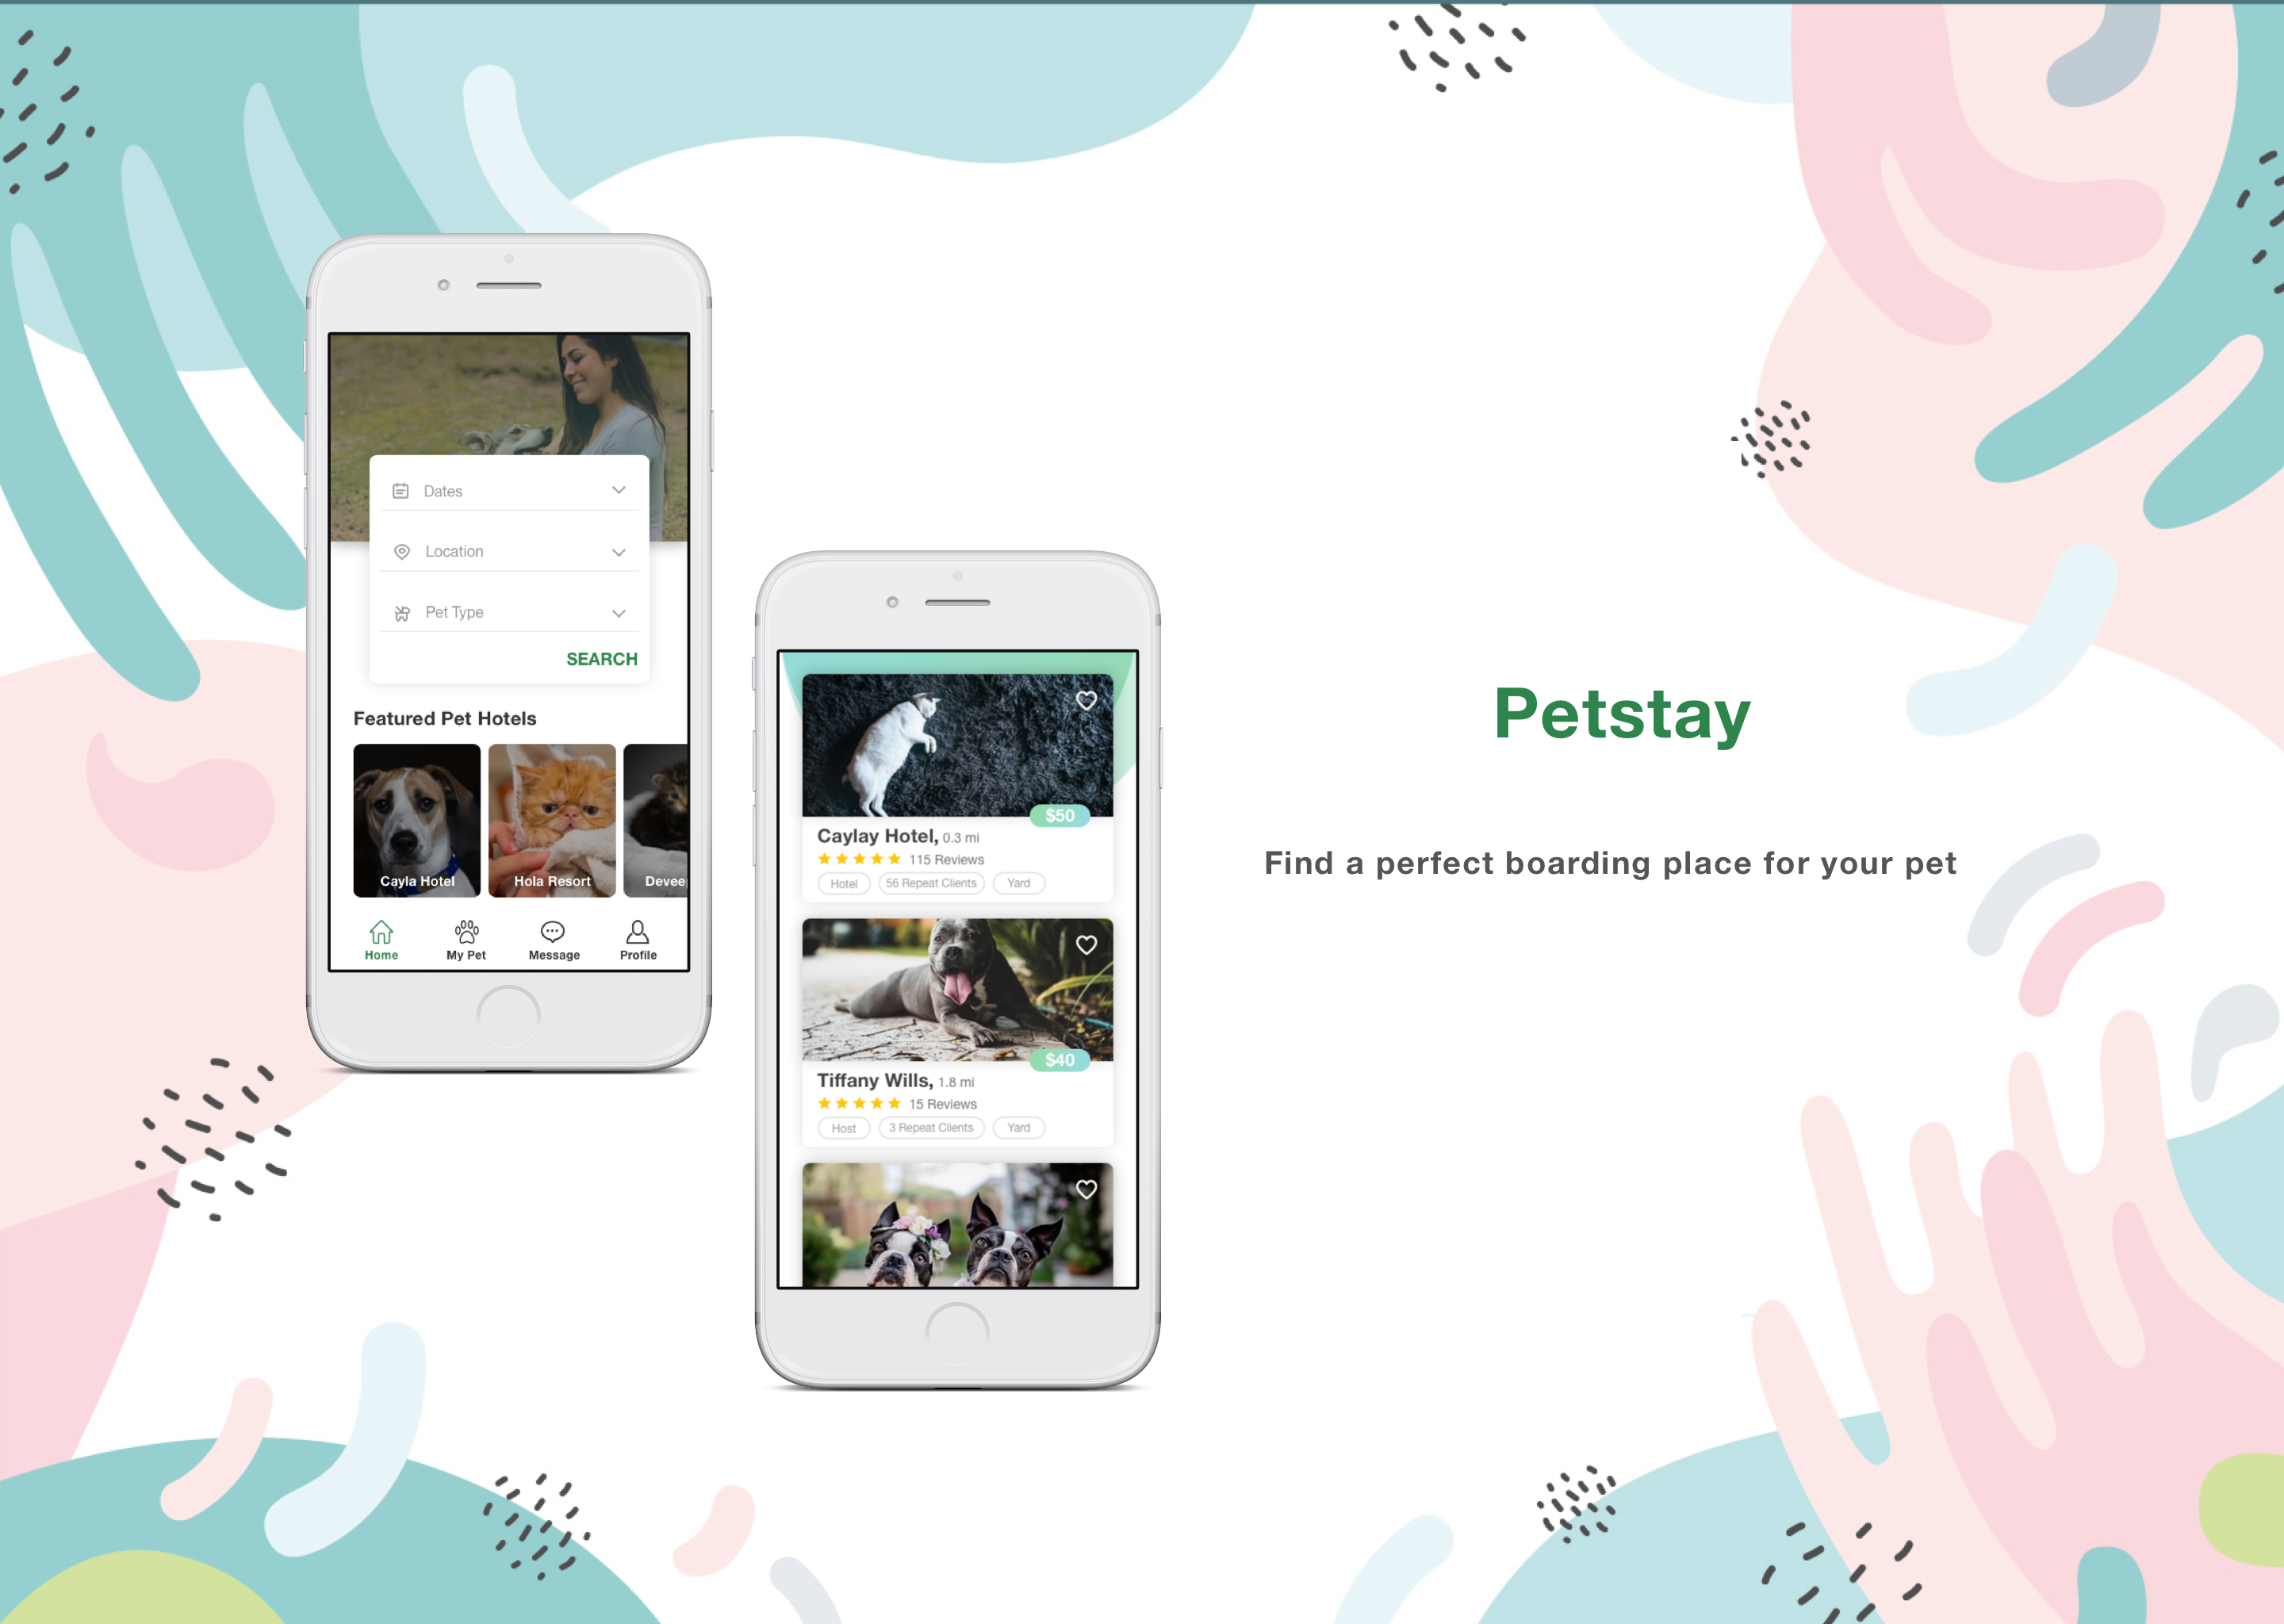 Dates
Location
Pet Type
SEARCH
Featured Pet Hotels
Cayla Hotel
Hola Resort
Devee
Home
My Pet
Message
Profile
$50
Caylay Hotel, 0.3 mi
115 Reviews
Hotel
56 Repeat Clients
Yard
$40
Tiffany Wills, 1.8 mi
15 Reviews
Host
3 Repeat Clients
Yard
Petstay
Find a perfect boarding place for your pet